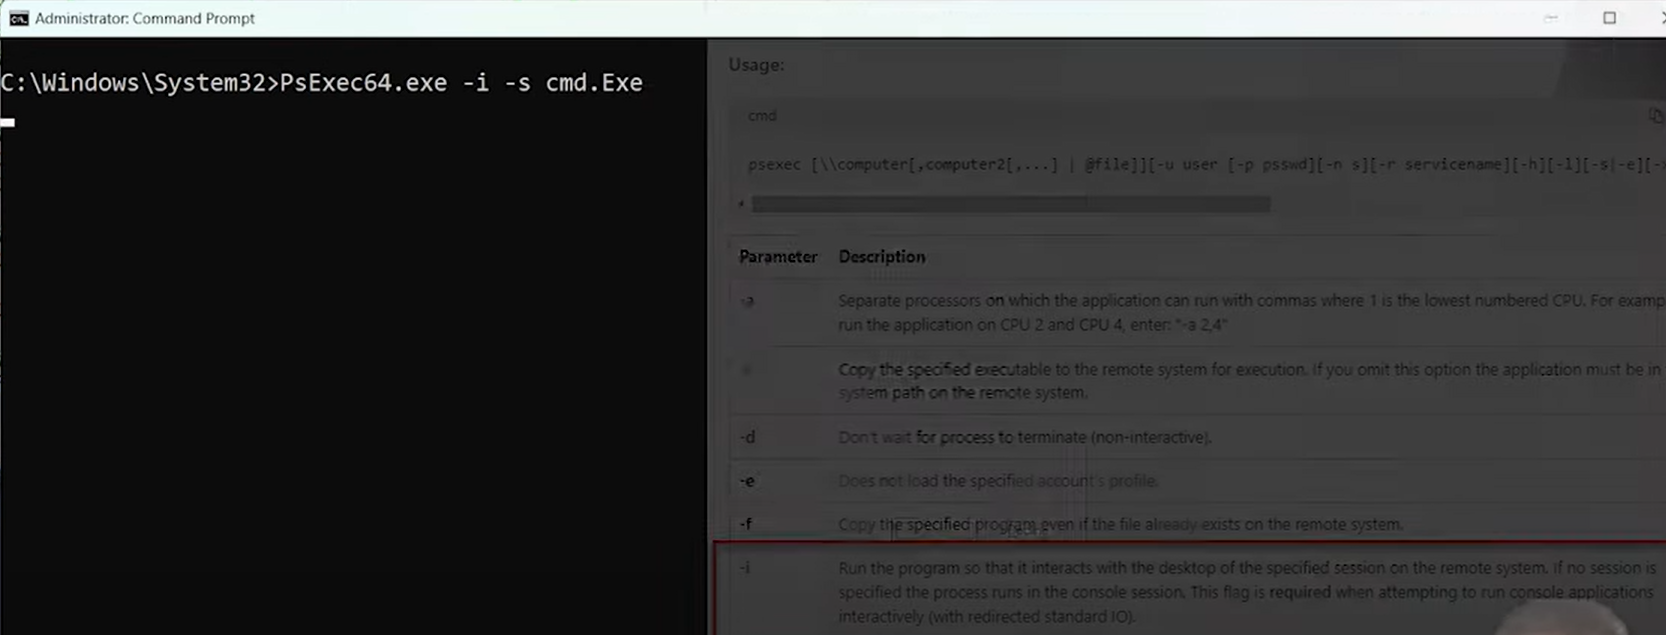 Administrator: Command Prompt
C:\Windows\System32>PsExec64.exe -i -s cmd.Exe
Usage:
cmd
psexec [\\computer[,computer2[,...] | @file]][-u user [-p psswd][-n s][-r servicename][-h][-l][-s|-e][-
Parameter Description
-a Separate processors on which the application can run with commas where 1 is the lowest numbered CPU. For examp
run the application on CPU 2 and CPU 4, enter: "-a 2,4"
Copy the specified executable to the remote system for execution. If you omit this option the application must be in
system path on the remote system.
-d Don't wait for process to terminate (non-interactive).
-e Does not load the specified account's profile.
-f Copy the specified program even if the file already exists on the remote system.
-i Run the program so that it interacts with the desktop of the specified session on the remote system. If no session is
specified the process runs in the console session. This flag is required when attempting to run console applications
interactively (with redirected standard IO).